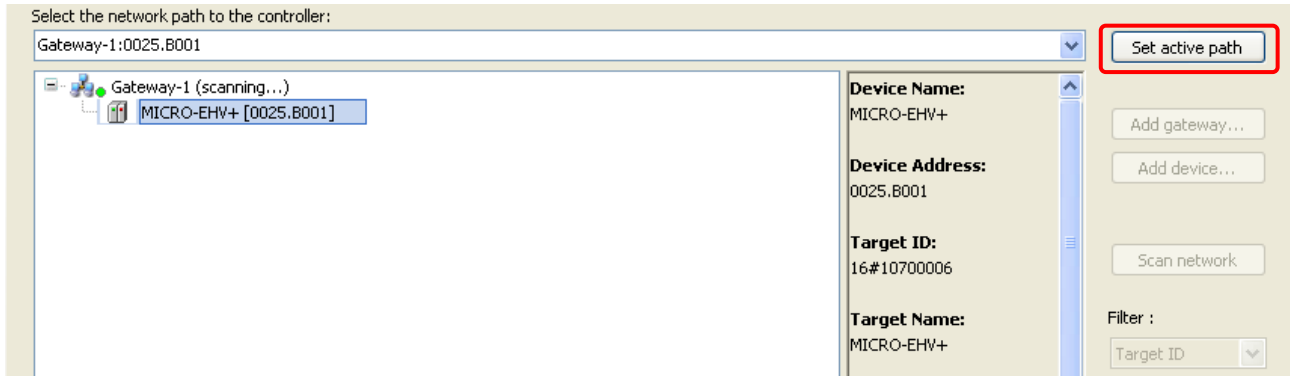 Select the network path to the controller:
Gateway-1:0025.B001
Set active path
Gateway-1 (scanning...)
MICRO-EHV+ [0025.B001]
Device Name:
MICRO-EHV+
Device Address:
0025.B001
Target ID:
16#10700006
Target Name:
MICRO-EHV+
Add gateway...
Add device...
Scan network
Filter :
Target ID